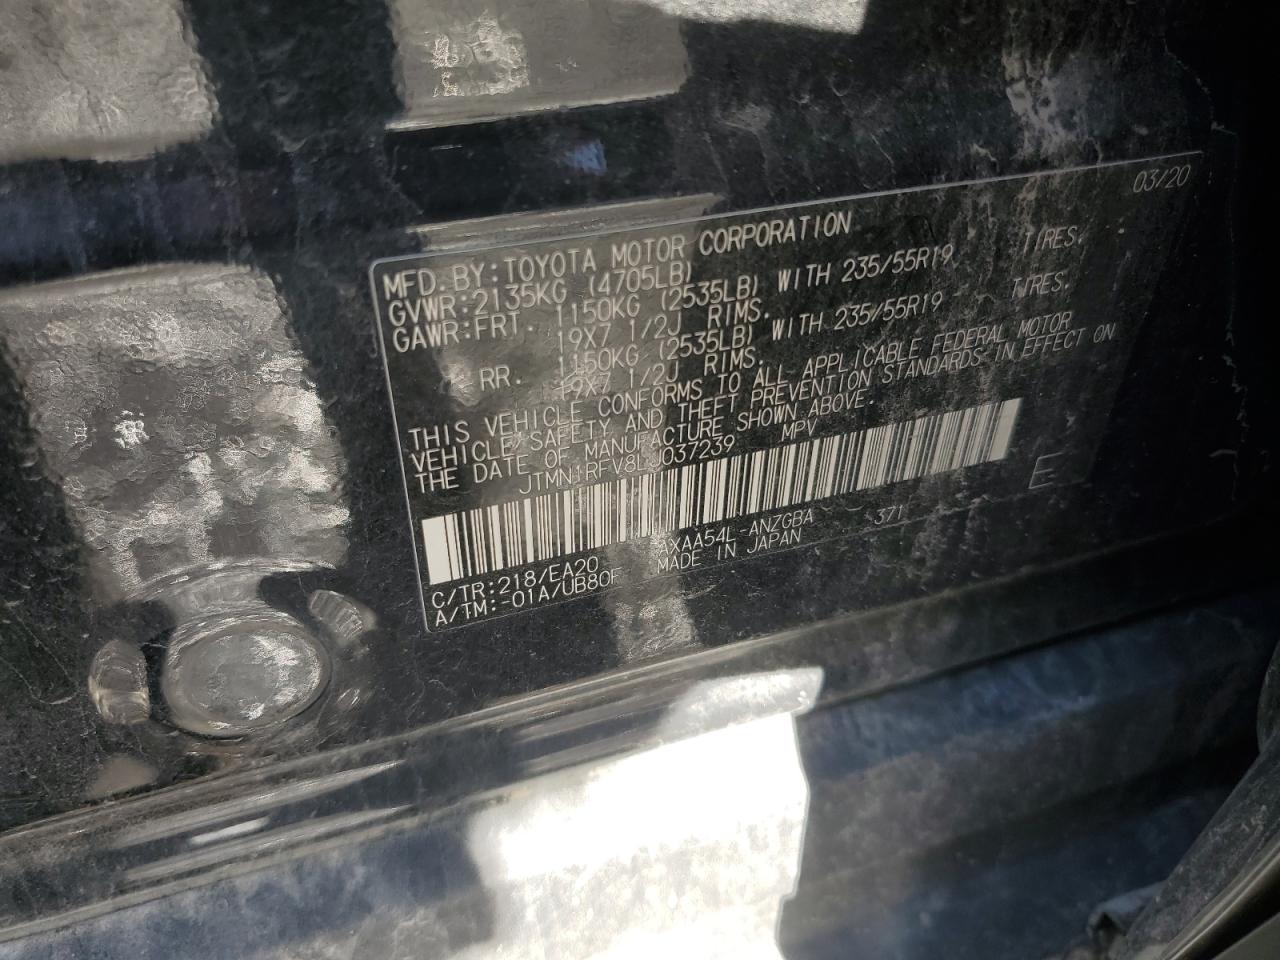 03/20
MFD. BY: TOYOTA MOTOR CORPORATION
GVWR: 2135KG (4705LB)
GAWR: FRT. 1150KG (2535LB) WITH 235/55R19 TIRES.
19X7 1/2J RIMS.
RR. 1150KG (2535LB) WITH 235/55R19 TIRES.
19X7 1/2J RIMS.
THIS VEHICLE CONFORMS TO ALL APPLICABLE FEDERAL MOTOR
VEHICLE SAFETY AND THEFT PREVENTION STANDARDS IN EFFECT ON
THE DATE OF MANUFACTURE SHOWN ABOVE.
JTMN1RFV8LJ037239 MPV
E
C/TR: 218/EA20 AXAA54L-ANZGBA 371
A/TM: -01A/UB80F MADE IN JAPAN